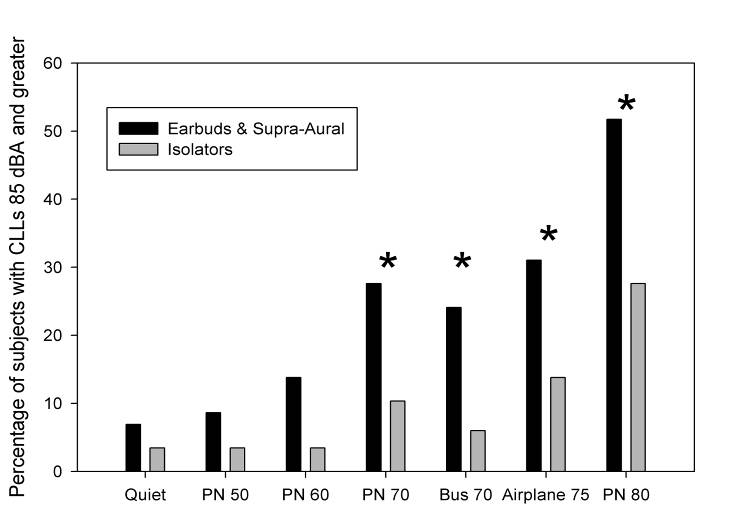 Percentage of subjects with CLLs 85 dBA and greater
60
50
40
30
20
10
0
Earbuds & Supra-Aural
Isolators
*
*
*
*
Quiet PN 50 PN 60 PN 70 Bus 70 Airplane 75 PN 80